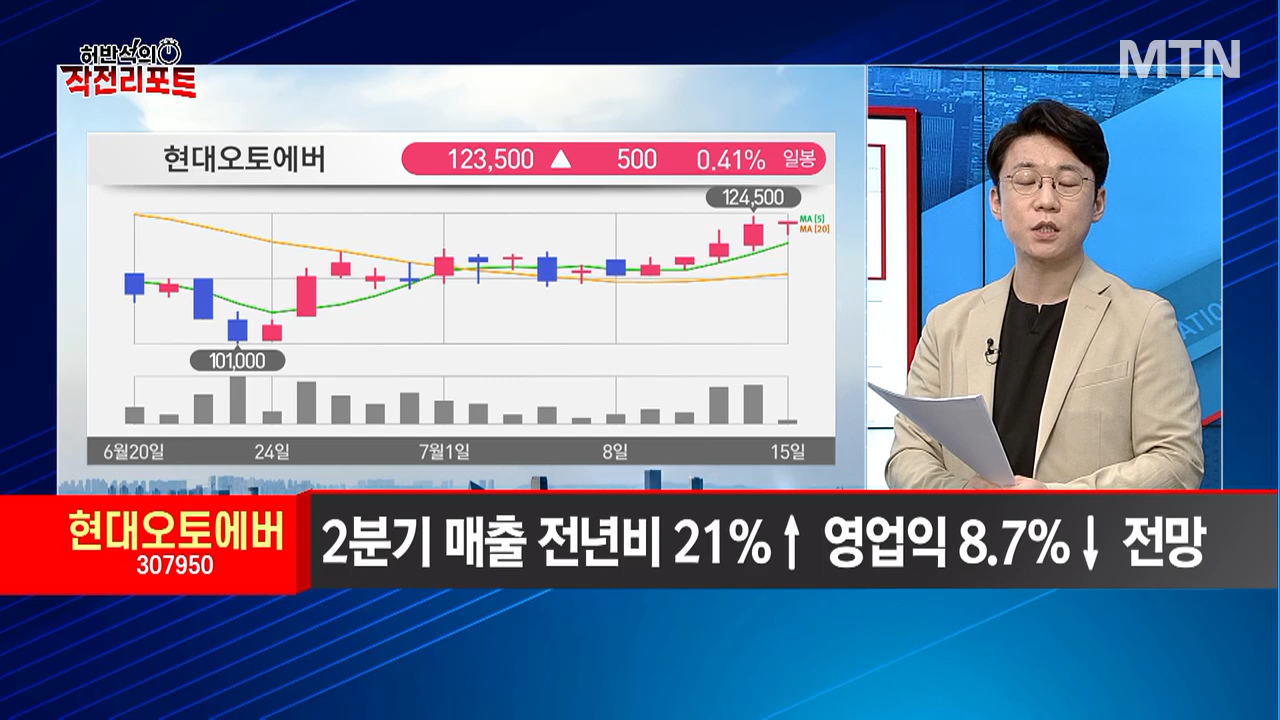 허반석의
작전리포트
MTN
현대오토에버
123,500 ▲ 500 0.41% 일봉
124,500
MA [5]
MA [20]
101,000
6월20일 24일 7월1일 8일 15일
현대오토에버
307950
2분기 매출 전년비 21%↑ 영업익 8.7%↓ 전망